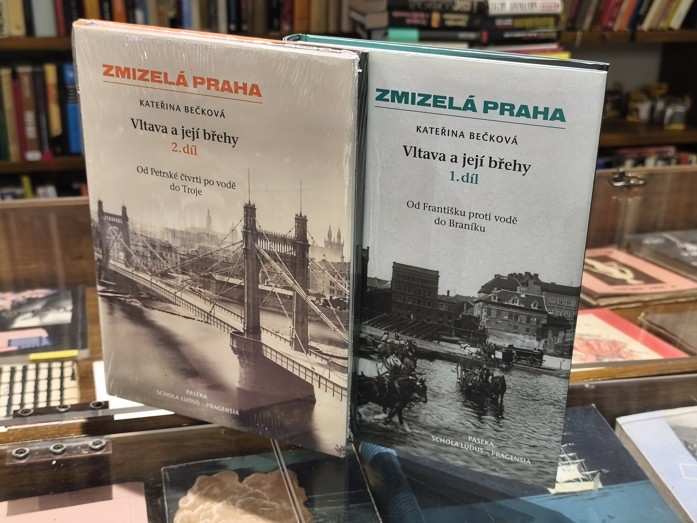 ZMIZELÁ PRAHA
KATEŘINA BEČKOVÁ
Vltava a její břehy
2. díl
Od Petrské čtvrti po vodě
do Troje
PASEKA
SCHOLA LUDUS – PRAGENSIA
ZMIZELÁ PRAHA
KATEŘINA BEČKOVÁ
Vltava a její břehy
1. díl
Od Františku proti vodě
do Braníku
PASEKA
SCHOLA LUDUS – PRAGENSIA